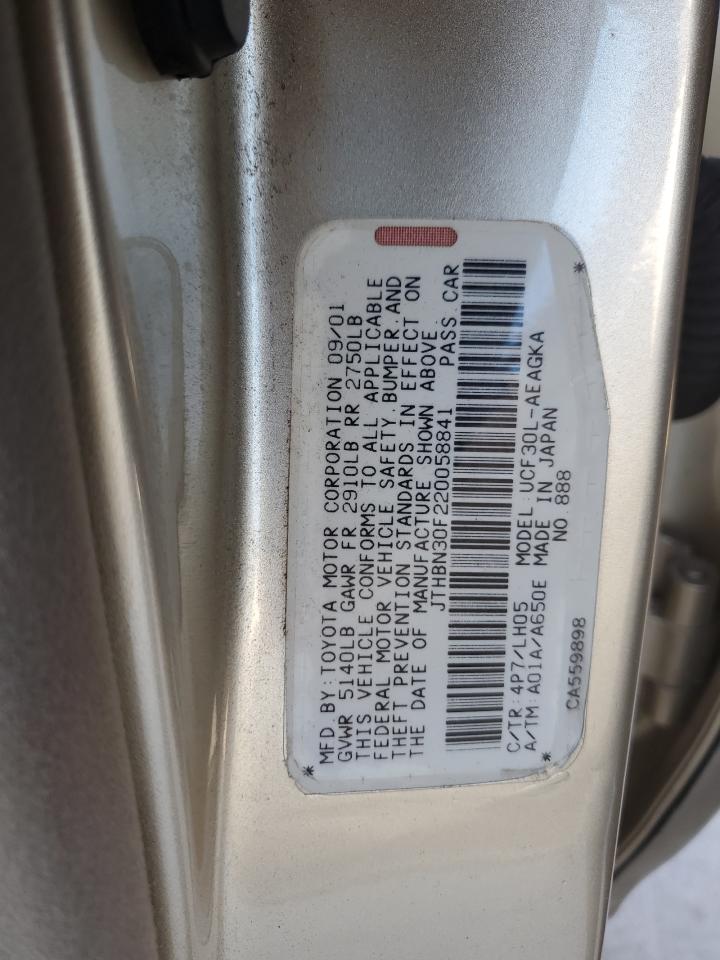 MFD.BY:TOYOTA MOTOR CORPORATION 09/01
GVWR 5140LB GAWR FR 2910LB RR 2750LB
THIS VEHICLE CONFORMS TO ALL APPLICABLE
FEDERAL MOTOR VEHICLE SAFETY,BUMPER,AND
THEFT PREVENTION STANDARDS IN EFFECT ON
THE DATE OF MANUFACTURE SHOWN ABOVE.
JTHBN30F220058841 PASS.CAR
C/TR:4P7/LH05 MODEL:UCF30L-AEAGKA
A/TM:A01A/A650E MADE IN JAPAN
NO.888
CA559898